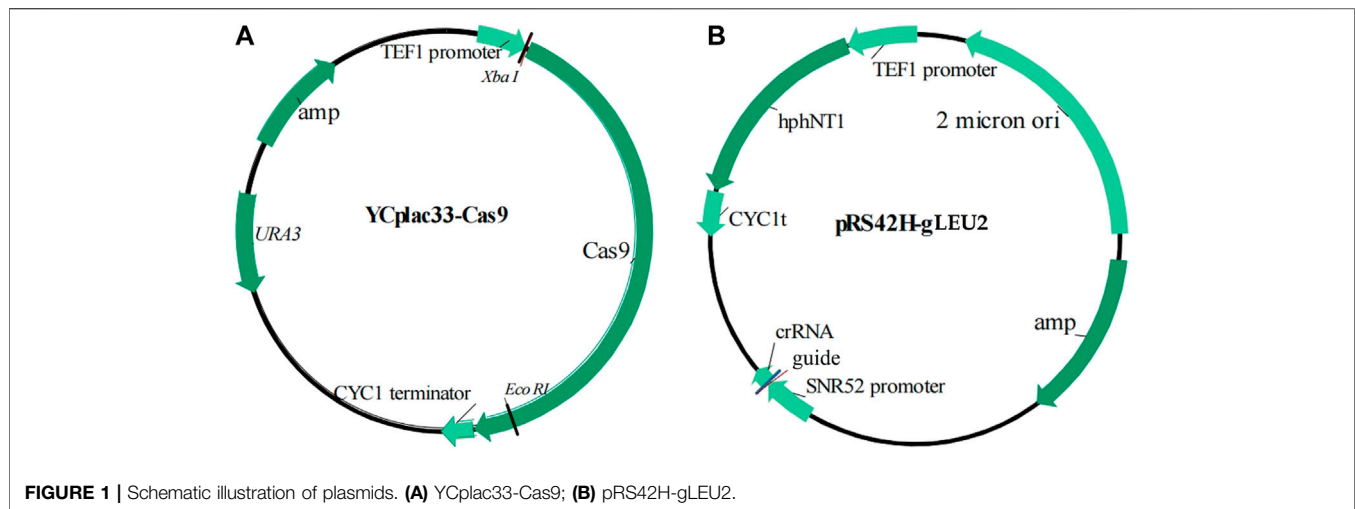 A
TEF1 promoter
Xba I
amp
URA3
YCplac33-Cas9
Cas9
CYC1 terminator
Eco RI
B
TEF1 promoter
hphNT1
2 micron ori
CYC1t
pRS42H-gLEU2
amp
crRNA
guide
SNR52 promoter
FIGURE 1 | Schematic illustration of plasmids. (A) YCplac33-Cas9; (B) pRS42H-gLEU2.